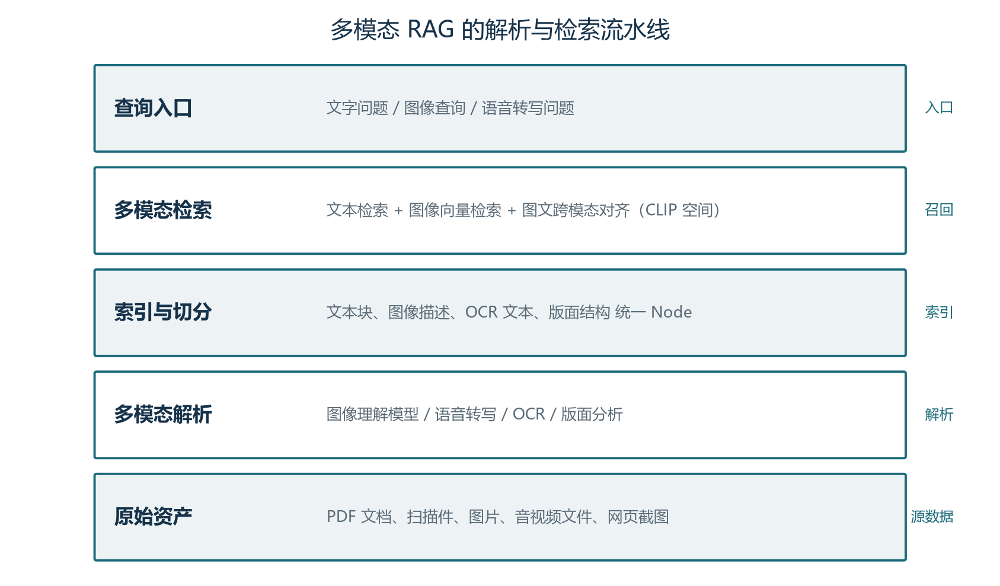 多模态 RAG 的解析与检索流水线
查询入口
文字问题 / 图像查询 / 语音转写问题
入口
多模态检索
文本检索 + 图像向量检索 + 图文跨模态对齐（CLIP 空间）
召回
索引与切分
文本块、图像描述、OCR 文本、版面结构 统一 Node
索引
多模态解析
图像理解模型 / 语音转写 / OCR / 版面分析
解析
原始资产
PDF 文档、扫描件、图片、音视频文件、网页截图
源数据